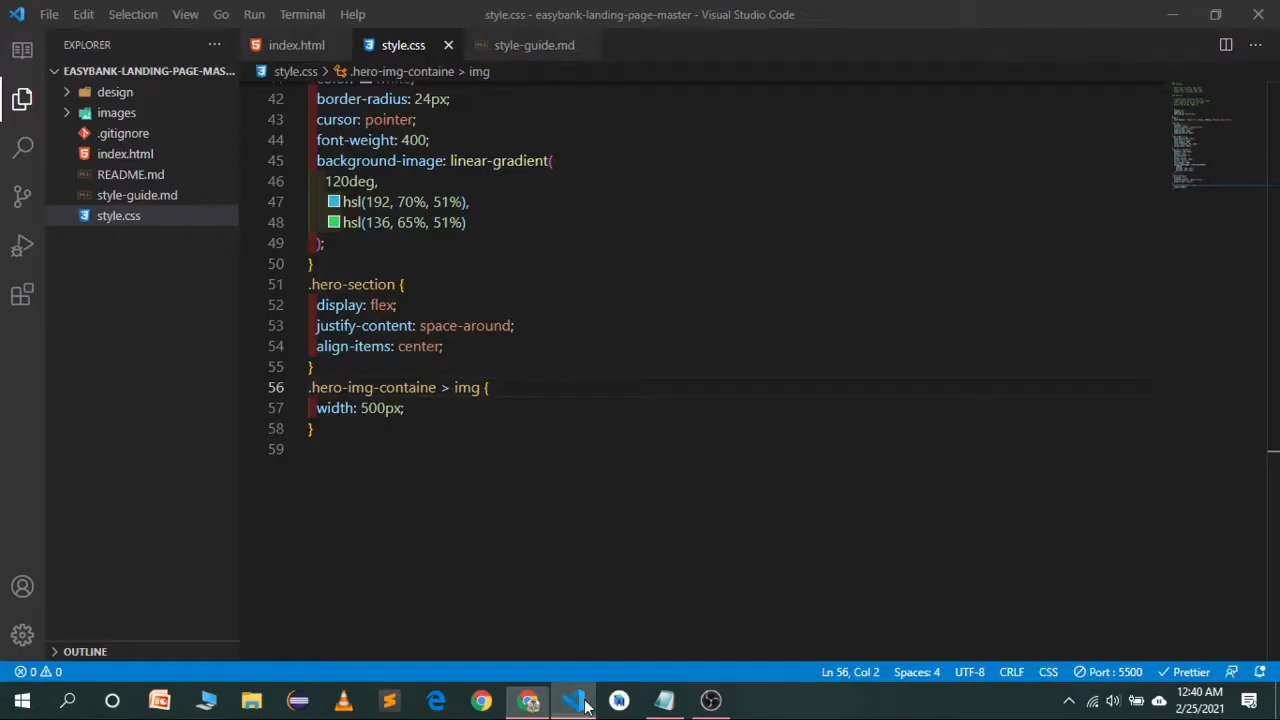 File Edit Selection View Go Run Terminal Help
style.css - easybank-landing-page-master - Visual Studio Code
EXPLORER ···
index.html
style.css
style-guide.md
EASYBANK-LANDING-PAGE-MAS...
style.css > .hero-img-containe > img
design
images
.gitignore
index.html
README.md
style-guide.md
style.css
OUTLINE
42 border-radius: 24px;
43 cursor: pointer;
44 font-weight: 400;
45 background-image: linear-gradient(
46 120deg,
47 hsl(192, 70%, 51%),
48 hsl(136, 65%, 51%)
49 );
50 }
51 .hero-section {
52 display: flex;
53 justify-content: space-around;
54 align-items: center;
55 }
56 .hero-img-containe > img {
57 width: 500px;
58 }
59
0 0
Ln 56, Col 2 Spaces: 4 UTF-8 CRLF CSS Port : 5500 Prettier
12:40 AM
2/25/2021